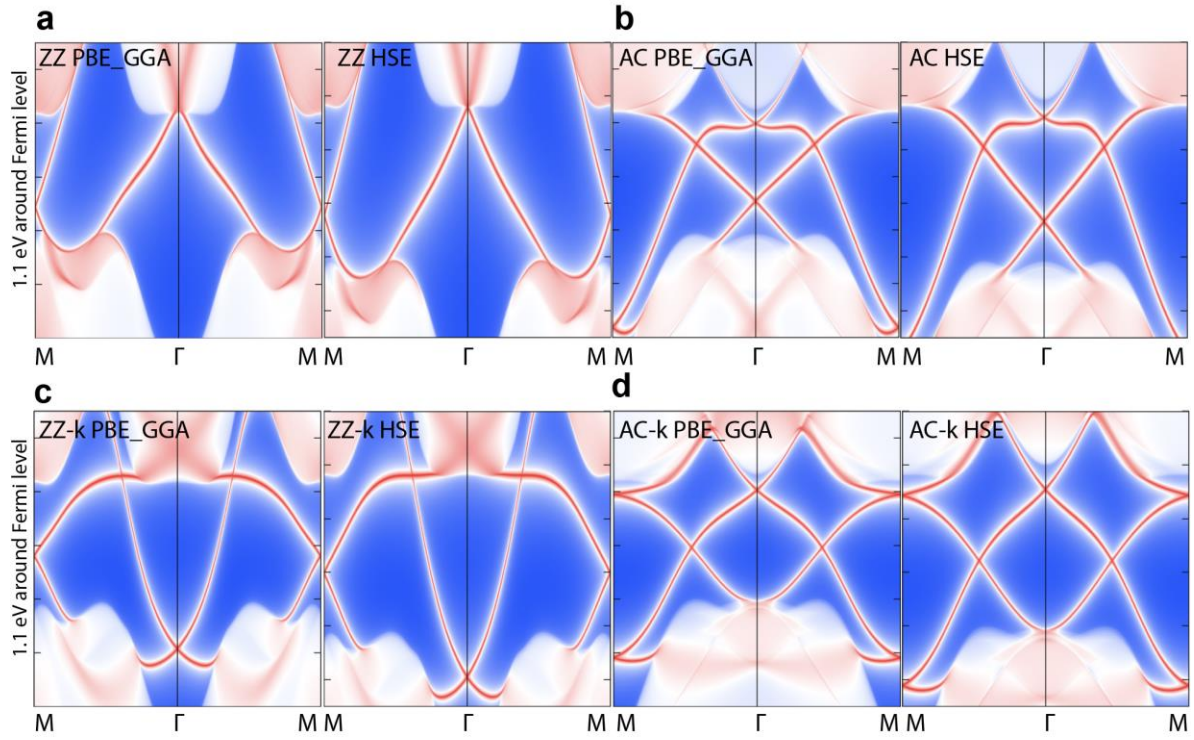 a
b
ZZ PBE_GGA
ZZ HSE
AC PBE_GGA
AC HSE
1.1 eV around Fermi level
M Γ M M Γ M M Γ M M Γ M
c
d
ZZ-k PBE_GGA
ZZ-k HSE
AC-k PBE_GGA
AC-k HSE
1.1 eV around Fermi level
M Γ M M Γ M M Γ M M Γ M